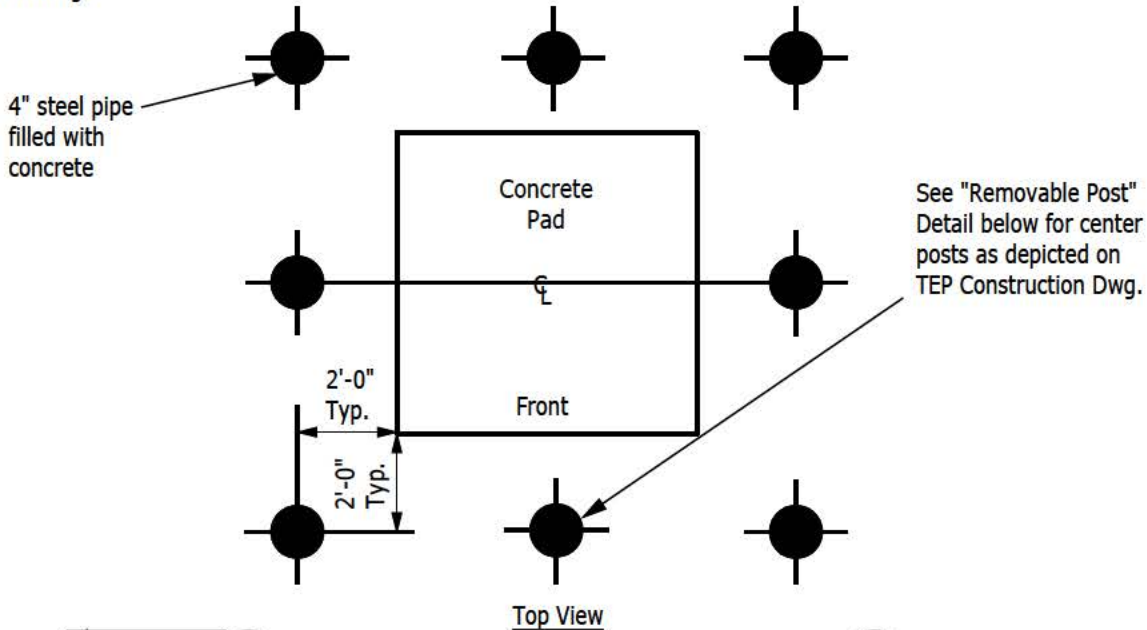 4" steel pipe
filled with
concrete
Concrete
Pad
See "Removable Post"
Detail below for center
posts as depicted on
TEP Construction Dwg.
℄
2'-0"
Typ.
Front
2'-0"
Typ.
Top View